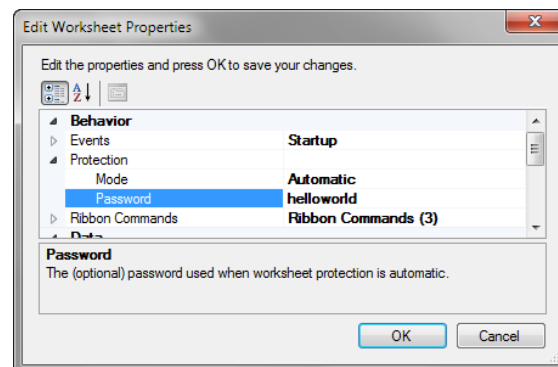 Edit Worksheet Properties
Edit the properties and press OK to save your changes.
Behavior
Events Startup
Protection
Mode Automatic
Password helloworld
Ribbon Commands Ribbon Commands (3)
Data
Password
The (optional) password used when worksheet protection is automatic.
OK Cancel